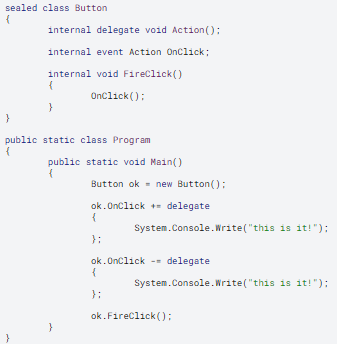 sealed class Button
{
internal delegate void Action();
internal event Action OnClick;
internal void FireClick()
{
OnClick();
}
}
public static class Program
{
public static void Main()
{
Button ok = new Button();
ok.OnClick += delegate
{
System.Console.Write("this is it!");
};
ok.OnClick -= delegate
{
System.Console.Write("this is it!");
};
ok.FireClick();
}
}